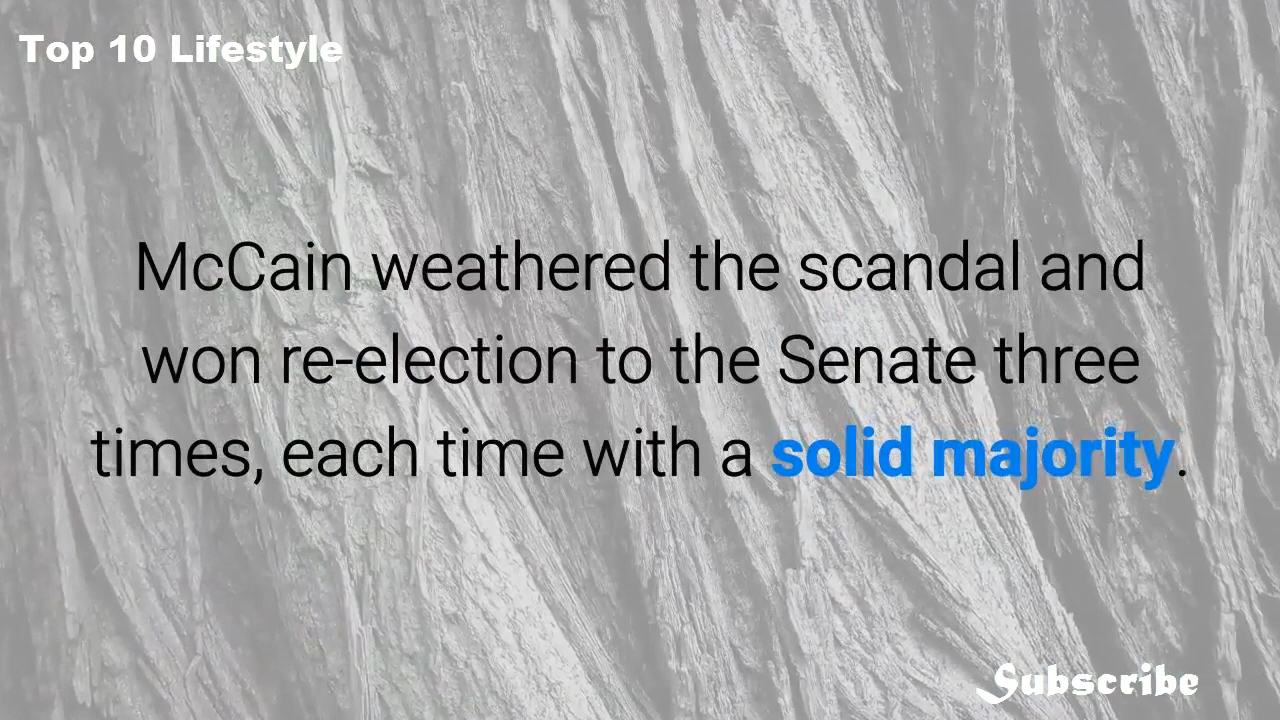 Top 10 Lifestyle
McCain weathered the scandal and
won re-election to the Senate three
times, each time with a solid majority.
Subscribe